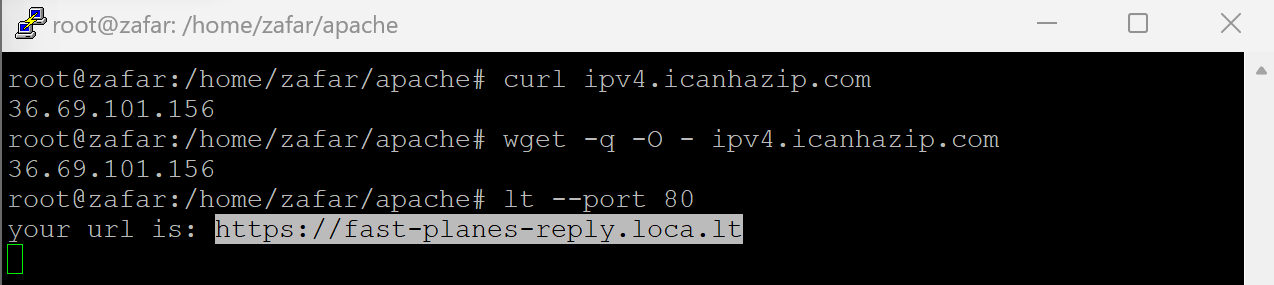 root@zafar: /home/zafar/apache
root@zafar:/home/zafar/apache# curl ipv4.icanhazip.com
36.69.101.156
root@zafar:/home/zafar/apache# wget -q -O - ipv4.icanhazip.com
36.69.101.156
root@zafar:/home/zafar/apache# lt --port 80
your url is: https://fast-planes-reply.loca.lt